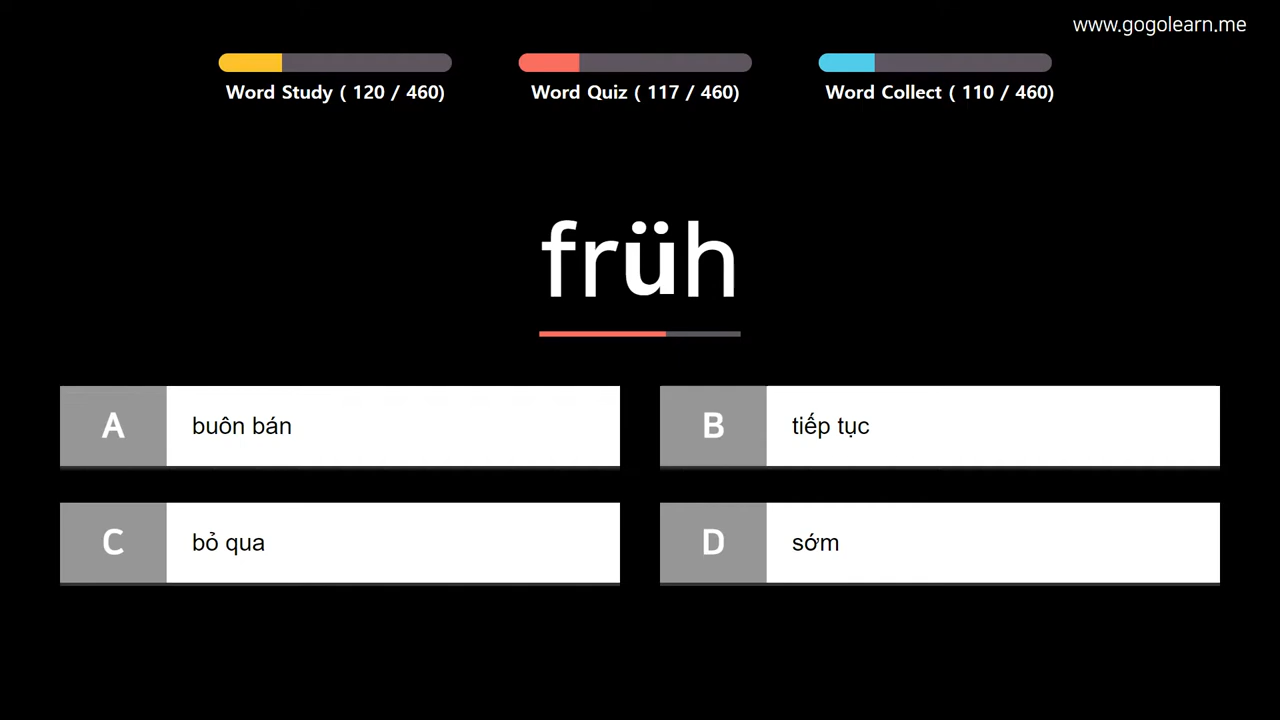 www.gogolearn.me
Word Study ( 120 / 460)
Word Quiz ( 117 / 460)
Word Collect ( 110 / 460)
früh
A
buôn bán
B
tiếp tục
C
bỏ qua
D
sớm